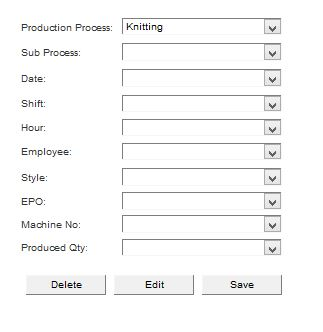 Production Process: Knitting
Sub Process:
Date:
Shift:
Hour:
Employee:
Style:
EPO:
Machine No:
Produced Qty:
Delete Edit Save